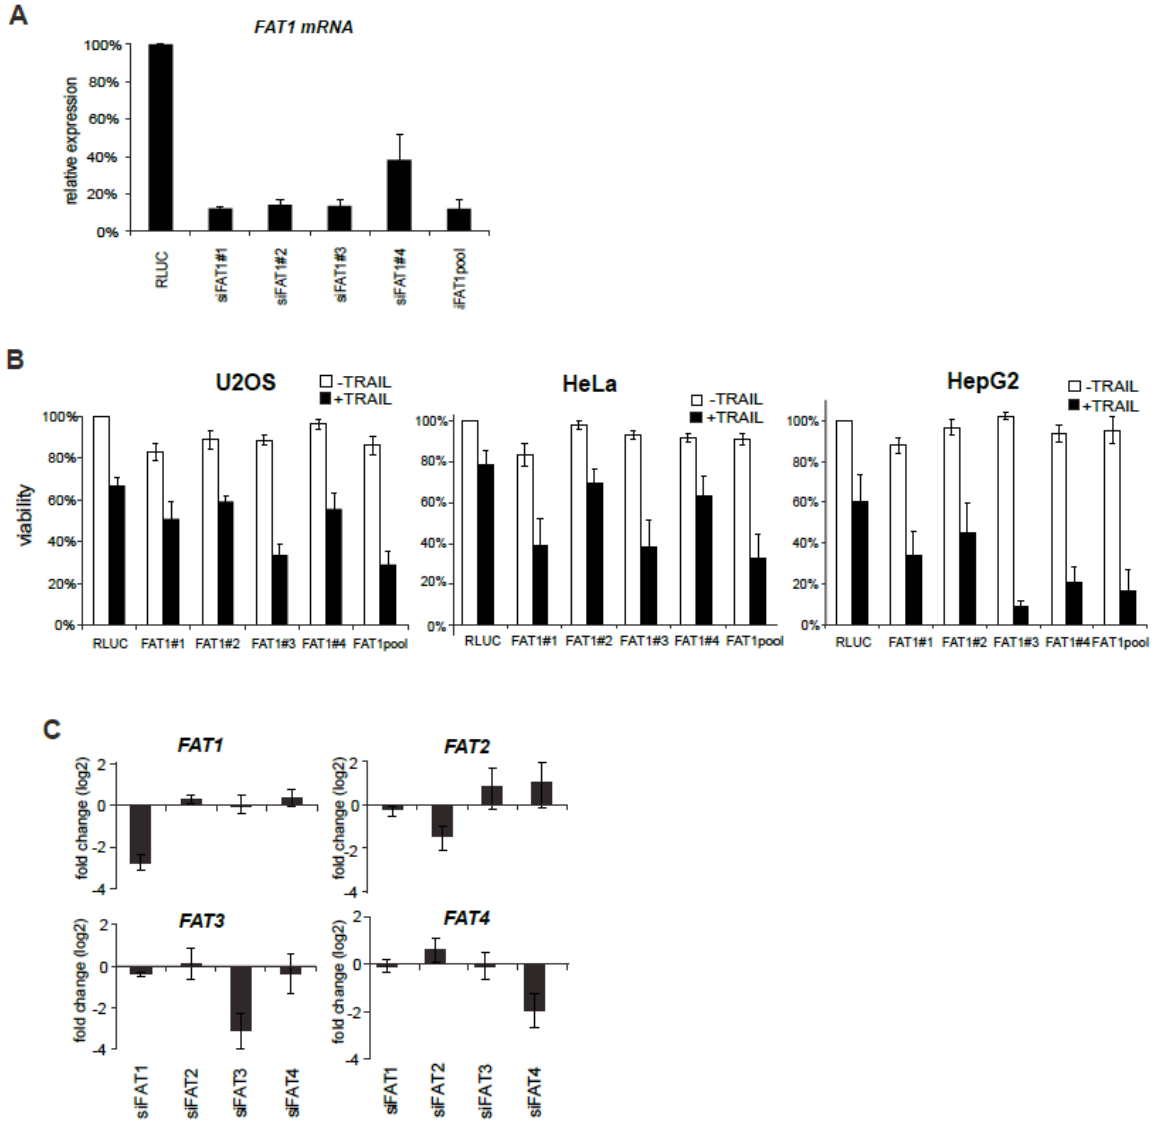 A
FAT1 mRNA
relative expression
100%
80%
60%
40%
20%
0%
RLUC
siFAT1#1
siFAT1#2
siFAT1#3
siFAT1#4
iFAT1pool
B
U2OS
-TRAIL
+TRAIL
viability
100%
80%
60%
40%
20%
0%
RLUC FAT1#1 FAT1#2 FAT1#3 FAT1#4 FAT1pool
HeLa
-TRAIL
+TRAIL
100%
80%
60%
40%
20%
0%
RLUC FAT1#1 FAT1#2 FAT1#3 FAT1#4 FAT1pool
HepG2
-TRAIL
+TRAIL
100%
80%
60%
40%
20%
0%
RLUC FAT1#1 FAT1#2 FAT1#3 FAT1#4 FAT1pool
C
FAT1
fold change (log2)
2
0
-2
-4
FAT2
fold change (log2)
2
0
-2
-4
FAT3
fold change (log2)
2
0
-2
-4
siFAT1
siFAT2
siFAT3
siFAT4
FAT4
fold change (log2)
2
0
-2
-4
siFAT1
siFAT2
siFAT3
siFAT4